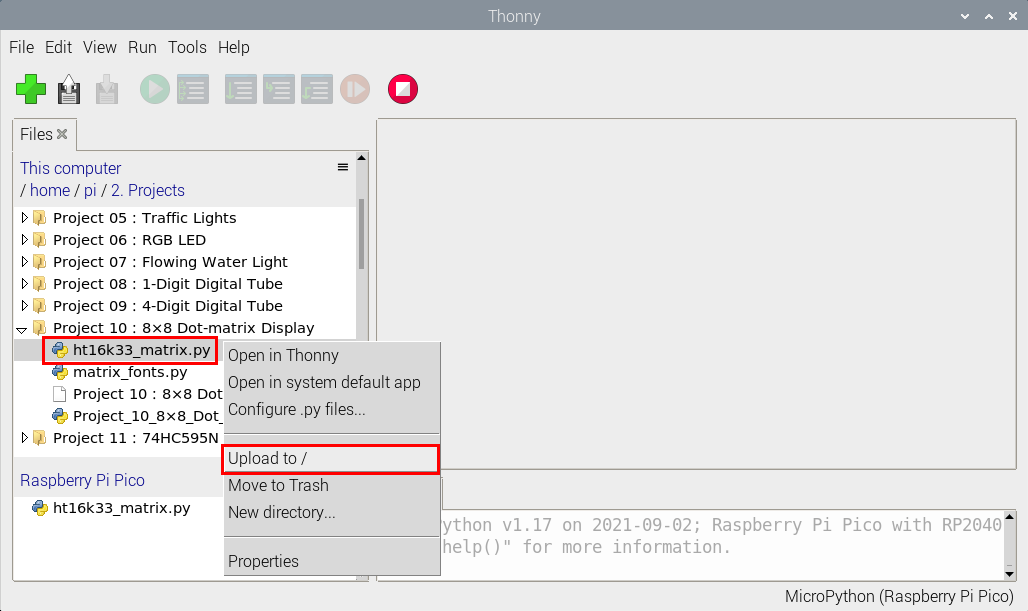 Thonny
File Edit View Run Tools Help
Files
This computer
/ home / pi / 2. Projects
Project 05 : Traffic Lights
Project 06 : RGB LED
Project 07 : Flowing Water Light
Project 08 : 1-Digit Digital Tube
Project 09 : 4-Digit Digital Tube
Project 10 : 8×8 Dot-matrix Display
ht16k33_matrix.py
matrix_fonts.py
Project 10 : 8×8 Dot
Project_10_8×8_Dot_
Project 11 : 74HC595N
Open in Thonny
Open in system default app
Configure .py files...
Upload to /
Move to Trash
New directory...
Properties
Raspberry Pi Pico
ht16k33_matrix.py
ython v1.17 on 2021-09-02; Raspberry Pi Pico with RP2040
help()" for more information.
MicroPython (Raspberry Pi Pico)